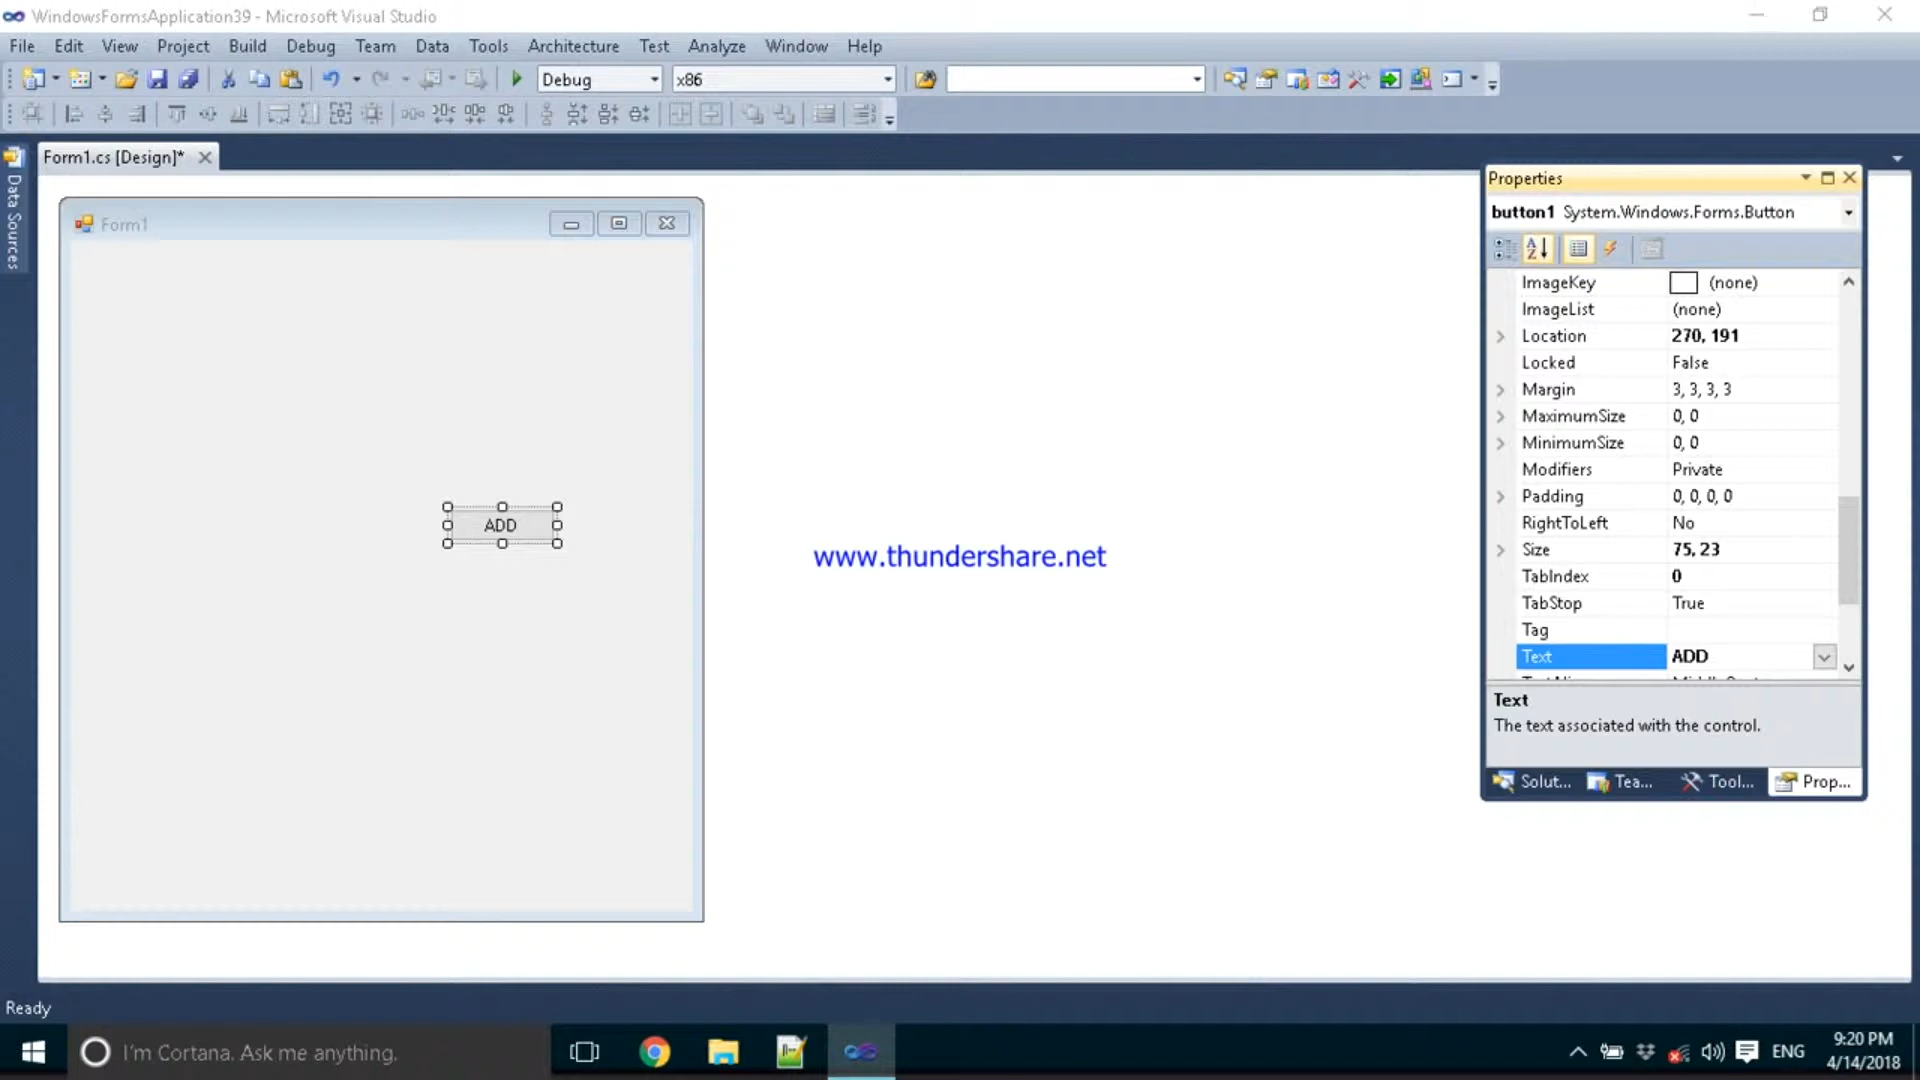 WindowsFormsApplication39 - Microsoft Visual Studio
File Edit View Project Build Debug Team Data Tools Architecture Test Analyze Window Help
Debug x86
Form1.cs [Design]*
Data Sources
Form1
ADD
www.thundershare.net
Properties
button1 System.Windows.Forms.Button
ImageKey (none)
ImageList (none)
Location 270, 191
Locked False
Margin 3, 3, 3, 3
MaximumSize 0, 0
MinimumSize 0, 0
Modifiers Private
Padding 0, 0, 0, 0
RightToLeft No
Size 75, 23
TabIndex 0
TabStop True
Tag
Text ADD
Text
The text associated with the control.
Solut... Tea... Tool... Prop...
Ready
I'm Cortana. Ask me anything.
ENG
9:20 PM
4/14/2018